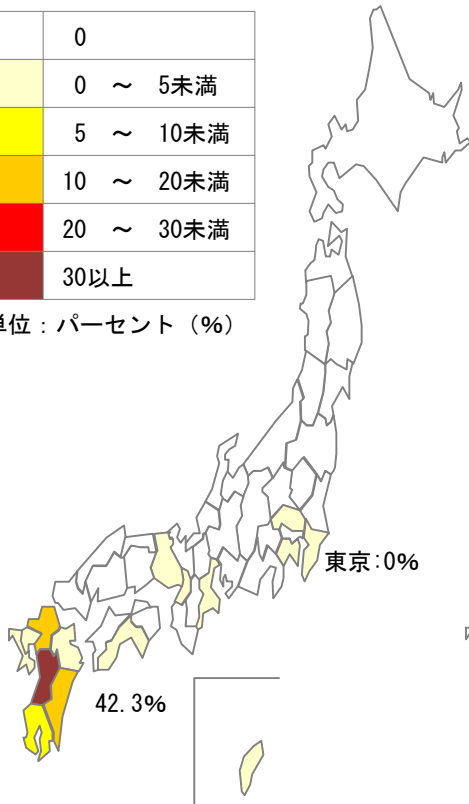 0
0 ～ 5未満
5 ～ 10未満
10 ～ 20未満
20 ～ 30未満
30以上
単位：パーセント（%）
東京:0%
42.3%